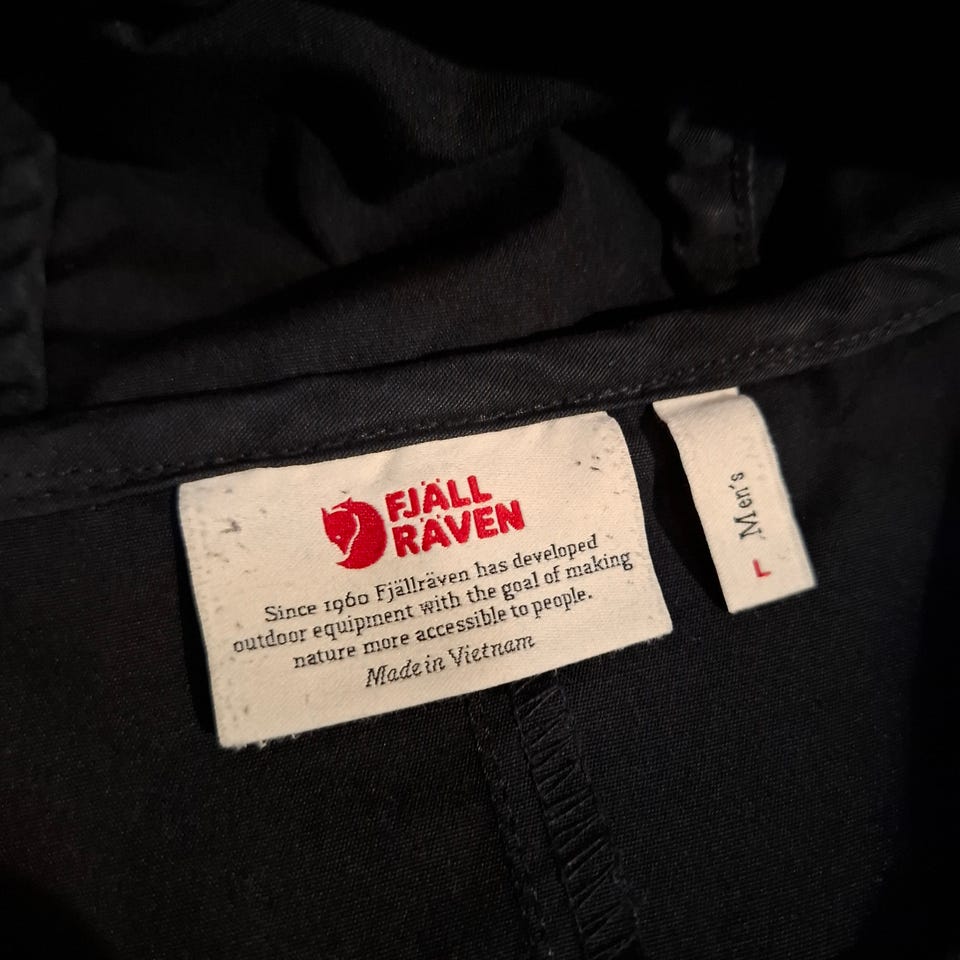 FJÄLL
RÄVEN
Since 1960 Fjällräven has developed
outdoor equipment with the goal of making
nature more accessible to people.
Made in Vietnam
Men's
L